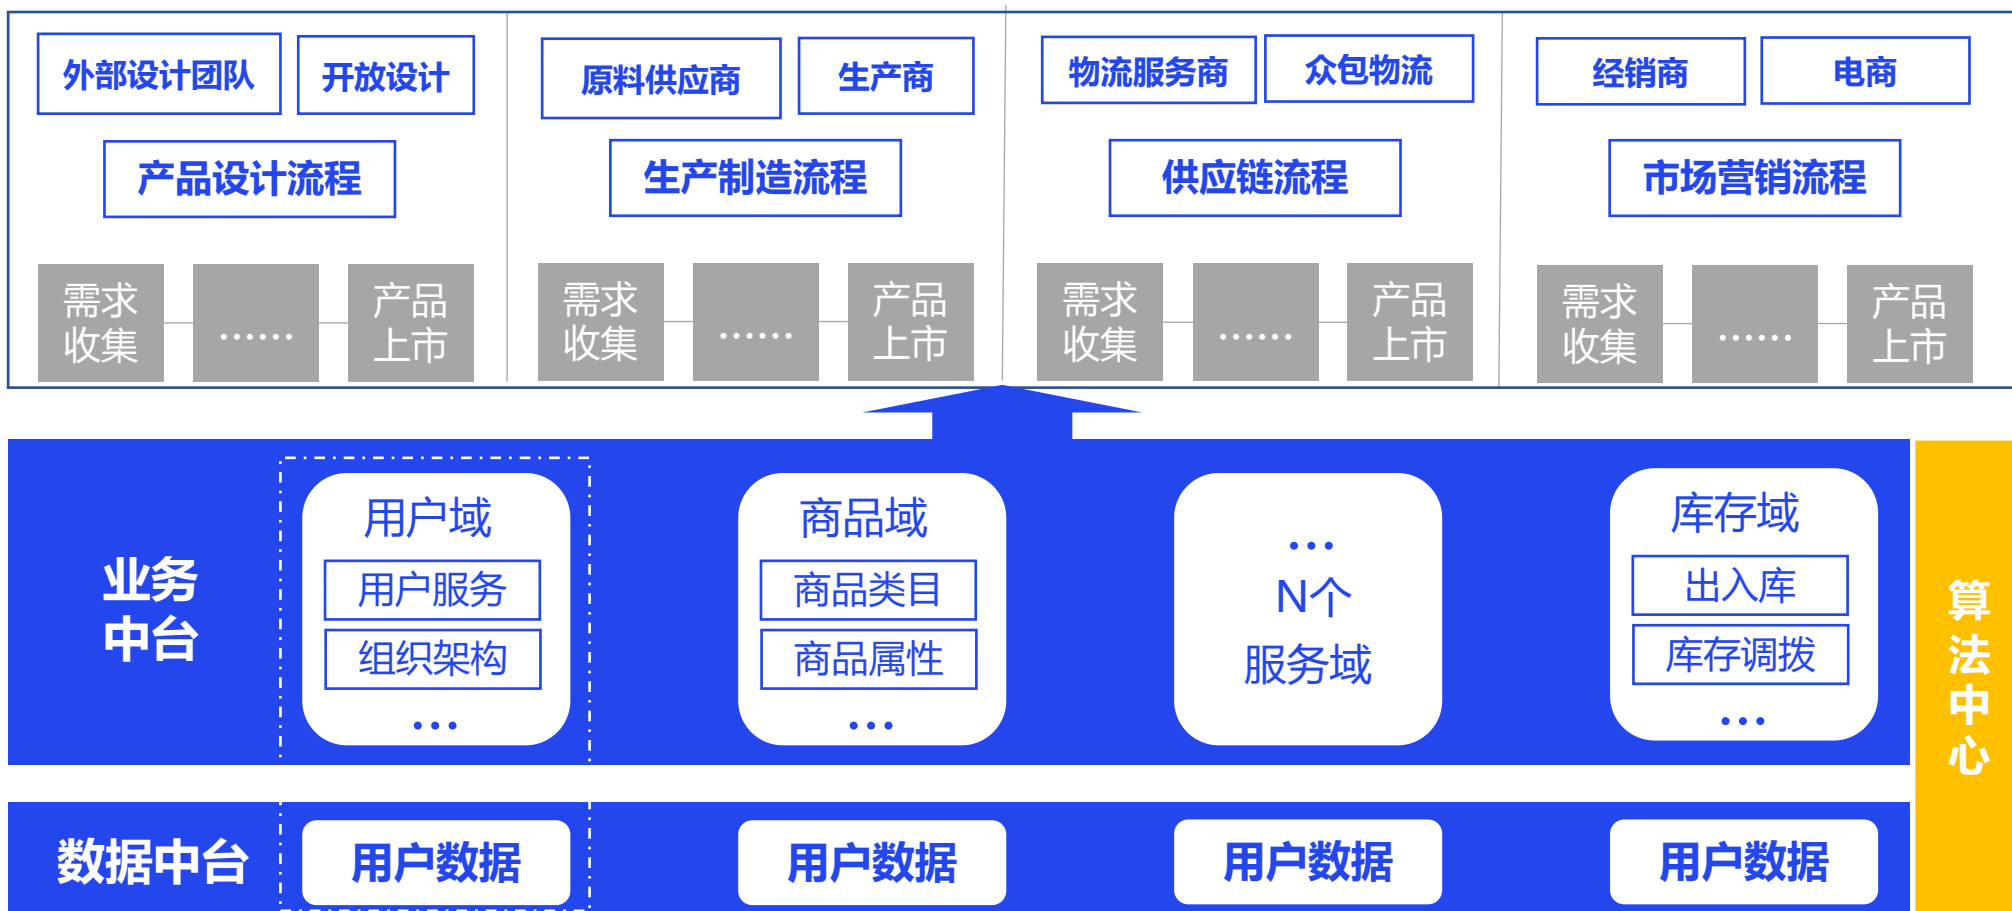 外部设计团队
开放设计
原料供应商
生产商
物流服务商
众包物流
经销商
电商
产品设计流程
生产制造流程
供应链流程
市场营销流程
需求
收集
……
产品
上市
需求
收集
……
产品
上市
需求
收集
……
产品
上市
需求
收集
……
产品
上市
业务
中台
用户域
用户服务
组织架构
...
商品域
商品类目
商品属性
...
...
N个
服务域
库存域
出入库
库存调拨
...
算
法
中
心
数据中台
用户数据
用户数据
用户数据
用户数据